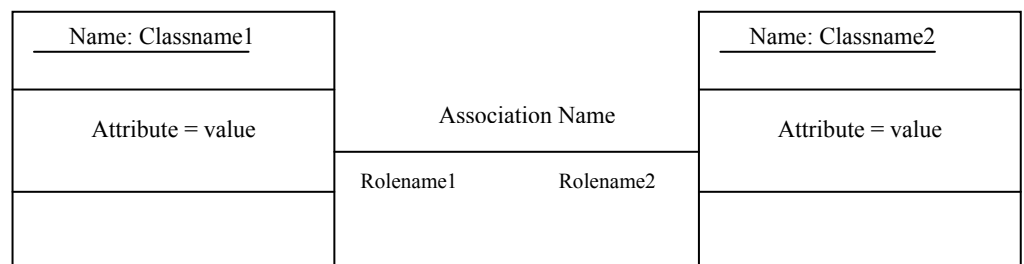 Name: Classname1
Name: Classname2
Association Name
Attribute = value
Attribute = value
Rolename1
Rolename2